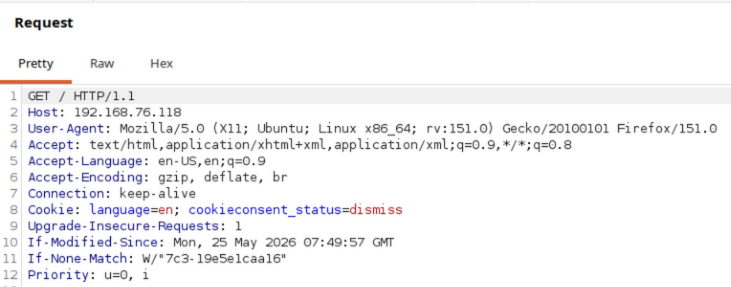 Request
Pretty Raw Hex
1 GET / HTTP/1.1
2 Host: 192.168.76.118
3 User-Agent: Mozilla/5.0 (X11; Ubuntu; Linux x86_64; rv:151.0) Gecko/20100101 Firefox/151.0
4 Accept: text/html,application/xhtml+xml,application/xml;q=0.9,*/*;q=0.8
5 Accept-Language: en-US,en;q=0.9
6 Accept-Encoding: gzip, deflate, br
7 Connection: keep-alive
8 Cookie: language=en; cookieconsent_status=dismiss
9 Upgrade-Insecure-Requests: 1
10 If-Modified-Since: Mon, 25 May 2026 07:49:57 GMT
11 If-None-Match: W/"7c3-19e5e1caa16"
12 Priority: u=0, i